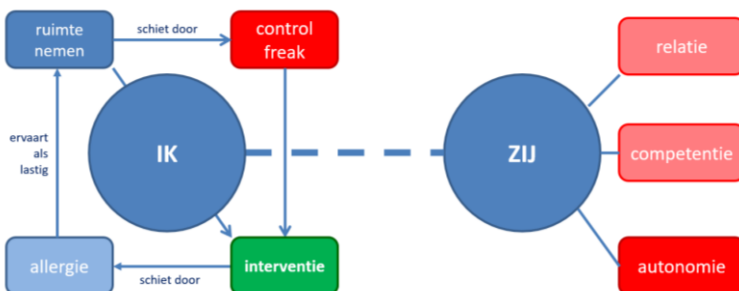 ruimte
nemen
schiet door
control
freak
relatie
ervaart
als
lastig
IK
ZIJ
competentie
allergie
schiet door
interventie
autonomie